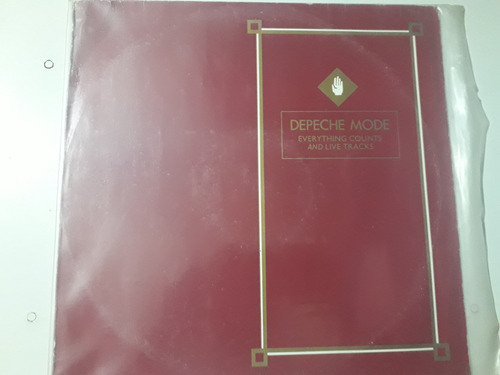 DEPECHE MODE
EVERYTHING COUNTS
AND LIVE TRACKS